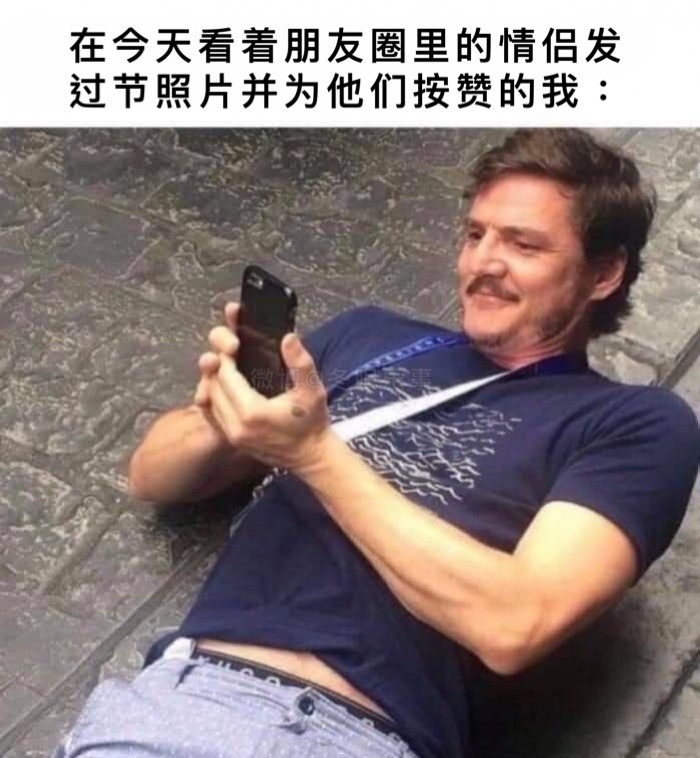 在今天看着朋友圈里的情侣发
过节照片并为他们按赞的我：